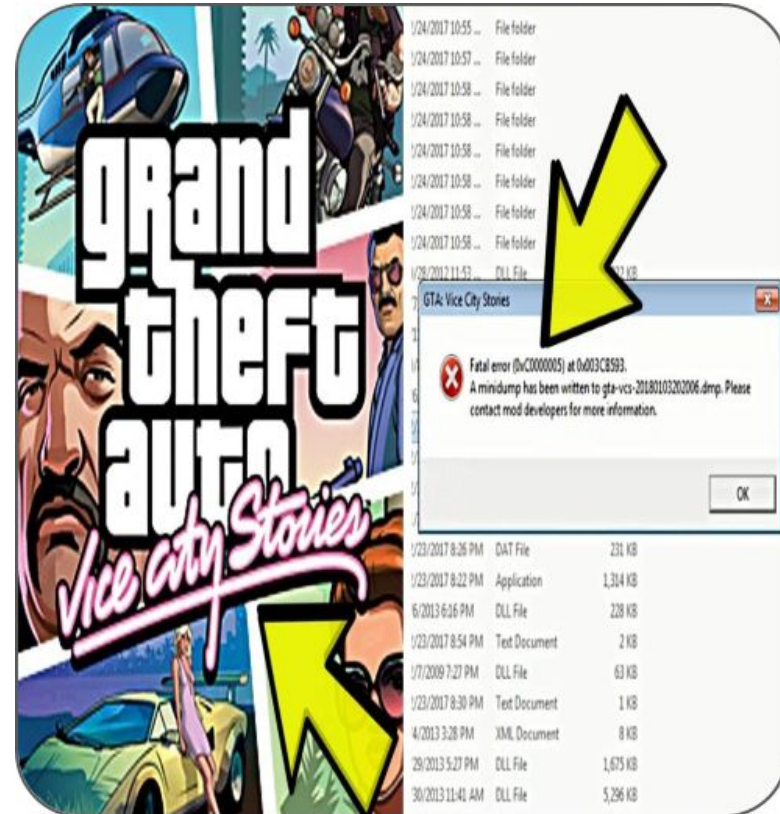 grand
theft
auto
Vice City Stories
/24/2017 10:55 ... File folder
/24/2017 10:57 ... File folder
/24/2017 10:58 ... File folder
/24/2017 10:58 ... File folder
/24/2017 10:58 ... File folder
/24/2017 10:58 ... File folder
/24/2017 10:58 ... File folder
/24/2017 10:58 ... File folder
/28/2012 11:53 ... DLL File KB
GTA: Vice City Stories
Fatal error (0xC0000005) at 0x003CB593.
A minidump has been written to gta-vcs-20180103202006.dmp. Please
contact mod developers for more information.
OK
/23/2017 8:26 PM DAT File 231 KB
/23/2017 8:22 PM Application 1,314 KB
6/2013 6:16 PM DLL File 228 KB
/23/2017 8:54 PM Text Document 2 KB
/7/2009 7:27 PM DLL File 63 KB
/23/2017 8:30 PM Text Document 1 KB
4/2013 3:28 PM XML Document 8 KB
29/2013 5:27 PM DLL File 1,675 KB
30/2013 11:41 AM DLL File 5,296 KB